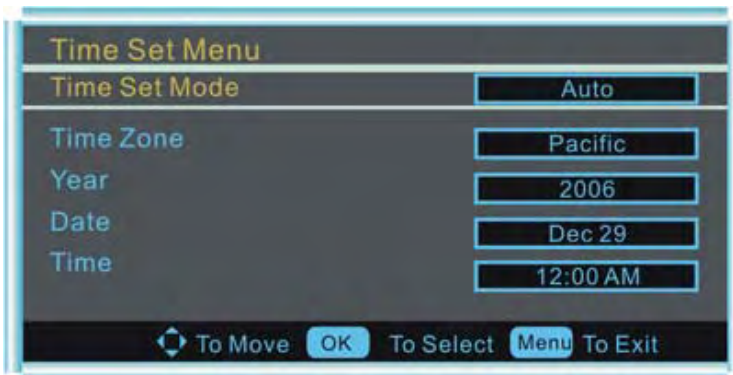 Time Set Menu
Time Set Mode Auto
Time Zone Pacific
Year 2006
Date Dec 29
Time 12:00 AM
To Move OK To Select Menu To Exit